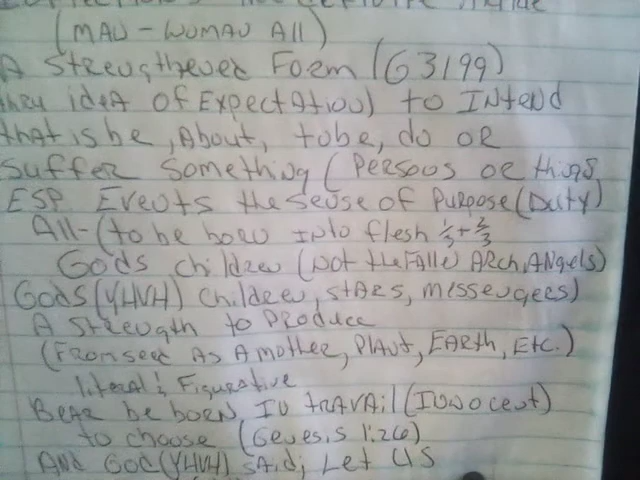 (MAN - WOMAN All)
A Strengthened Form (G3199)
thru idea of Expectation) to Intend
that is be, About, to be, do or
Suffer something (Persons or things,
ESP Events the sense of Purpose (Duty)
All - (to be born into flesh 1/3 + 2/3
Gods children (not the Fallen Arch, Angels)
Gods (YHVH) children, stars, messengers)
A strength to Produce
(From seed As A mother, Plant, Earth, Etc.)
literal & Figurative
Bear be born, In travail (Innocent)
to choose (Genesis 1:26)
And God (YHVH) said; Let us